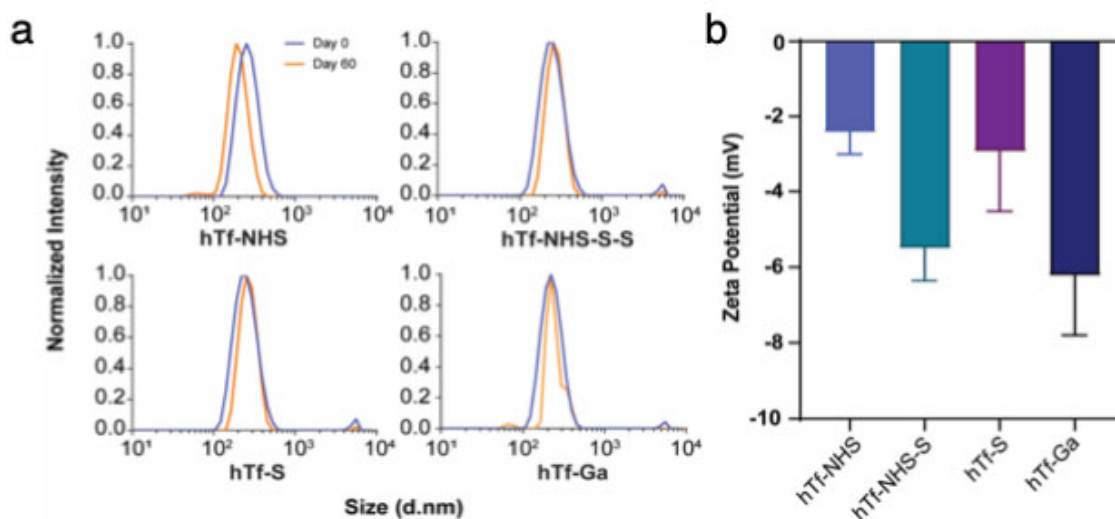 a
Normalized Intensity
1.0
0.8
0.6
0.4
0.2
0.0
Day 0
Day 60
10¹ 10² 10³ 10⁴
hTf-NHS
1.0
0.8
0.6
0.4
0.2
0.0
10¹ 10² 10³ 10⁴
hTf-NHS-S-S
1.0
0.8
0.6
0.4
0.2
0.0
10¹ 10² 10³ 10⁴
hTf-S
1.0
0.8
0.6
0.4
0.2
0.0
10¹ 10² 10³ 10⁴
hTf-Ga
Size (d.nm)
b
Zeta Potential (mV)
0
-2
-4
-6
-8
-10
hTf-NHS
hTf-NHS-S
hTf-S
hTf-Ga